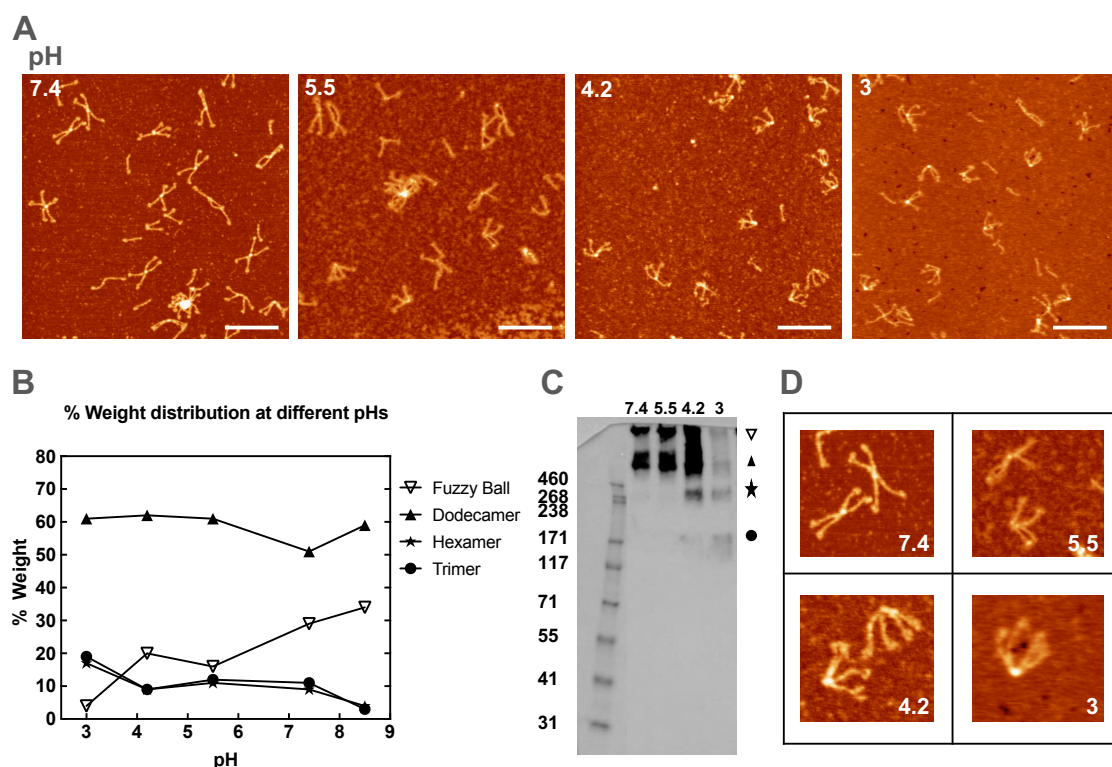 A
pH
7.4
5.5
4.2
3
B
% Weight distribution at different pHs
% Weight
80
70
60
50
40
30
20
10
0
3 4 5 6 7 8 9
pH
Fuzzy Ball
Dodecamer
Hexamer
Trimer
C
7.4 5.5 4.2 3
460
268
238
171
117
71
55
41
31
D
7.4
5.5
4.2
3